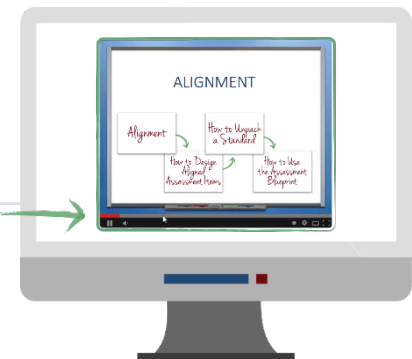 ALIGNMENT
Alignment
How to Design
Aligned
Assessment Items
How to Unpack
a Standard
How to Use
the Assessment
Blueprint